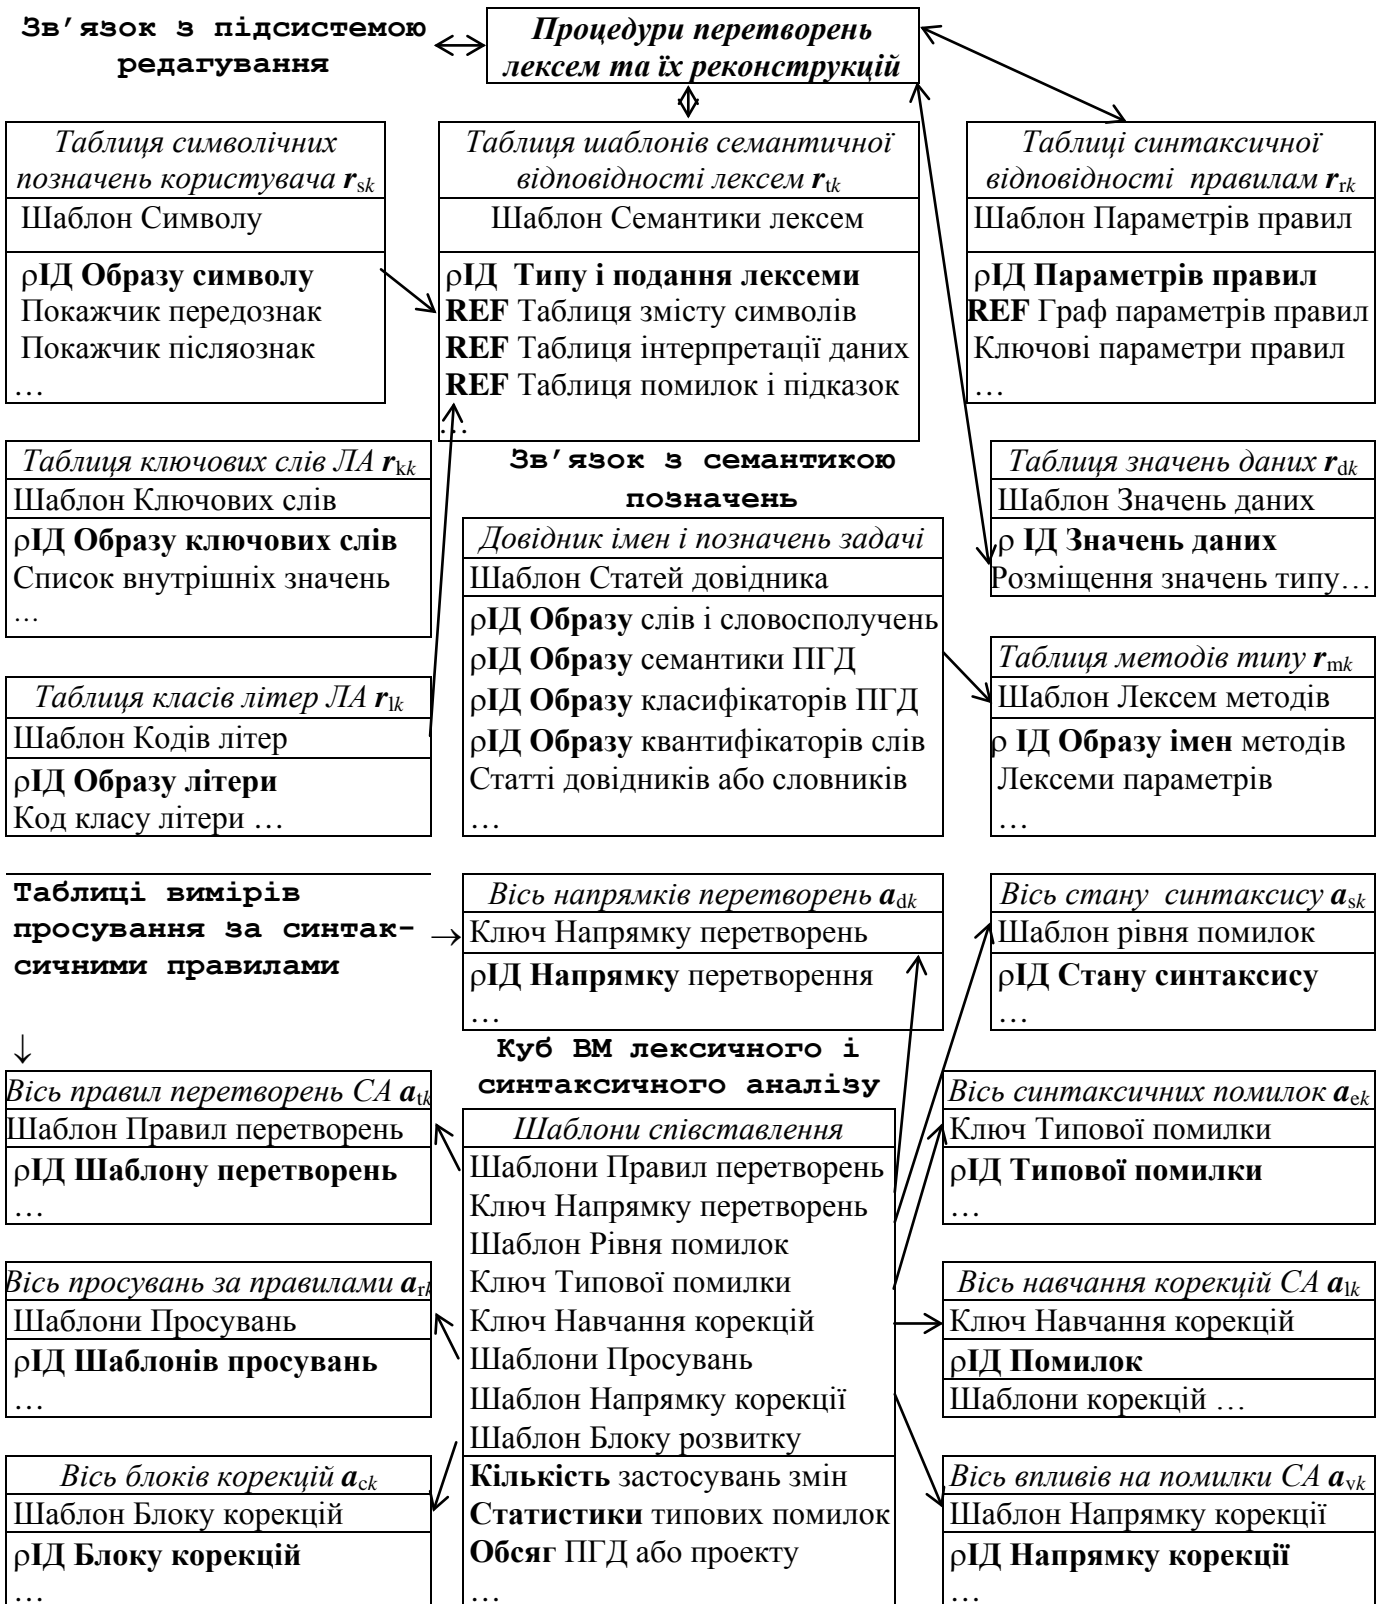 Зв’язок з підсистемою
редагування
Процедури перетворень
лексем та їх реконструкцій
Таблиця символічних
позначень користувача rsk
Шаблон Символу
ρІД Образу символу
Покажчик передознак
Покажчик післяознак
…
Таблиця шаблонів семантичної
відповідності лексем rtk
Шаблон Семантики лексем
ρІД Типу і подання лексеми
REF Таблиця змісту символів
REF Таблиця інтерпретації даних
REF Таблиця помилок і підказок
…
Таблиці синтаксичної
відповідності правилам rrk
Шаблон Параметрів правил
ρІД Параметрів правил
REF Граф параметрів правил
Ключові параметри правил
…
Таблиця ключових слів ЛА rkk
Шаблон Ключових слів
ρІД Образу ключових слів
Список внутрішніх значень
…
Зв’язок з семантикою
позначень
Довідник імен і позначень задачі
Шаблон Статей довідника
ρІД Образу слів і словосполучень
ρІД Образу семантики ПГД
ρІД Образу класифікаторів ПГД
ρІД Образу квантифікаторів слів
Статті довідників або словників
…
Таблиця значень даних rdk
Шаблон Значень даних
ρ ІД Значень даних
Розміщення значень типу…
Таблиця класів літер ЛА rlk
Шаблон Кодів літер
ρІД Образу літери
Код класу літери …
Таблиця методів типу rmk
Шаблон Лексем методів
ρ ІД Образу імен методів
Лексеми параметрів
…
Таблиці вимірів
просування за синтак-
сичними правилами
→
↓
Вісь напрямків перетворень adk
Ключ Напрямку перетворень
ρІД Напрямку перетворення
…
Вісь стану синтаксису ask
Шаблон рівня помилок
ρІД Стану синтаксису
…
Куб ВМ лексичного і
синтаксичного аналізу
Вісь правил перетворень СА atk
Шаблон Правил перетворень
ρІД Шаблону перетворень
…
Шаблони співставлення
Шаблони Правил перетворень
Ключ Напрямку перетворень
Шаблон Рівня помилок
Ключ Типової помилки
Ключ Навчання корекцій
Шаблони Просувань
Шаблон Напрямку корекції
Шаблон Блоку розвитку
Кількість застосувань змін
Статистики типових помилок
Обсяг ПГД або проекту
…
Вісь синтаксичних помилок aek
Ключ Типової помилки
ρІД Типової помилки
…
Вісь просувань за правилами ark
Шаблони Просувань
ρІД Шаблонів просувань
…
Вісь навчання корекцій СА alk
Ключ Навчання корекцій
ρІД Помилок
Шаблони корекцій …
Вісь блоків корекцій ack
Шаблон Блоку корекцій
ρІД Блоку корекцій
…
Вісь впливів на помилки СА avk
Шаблон Напрямку корекції
ρІД Напрямку корекції
…